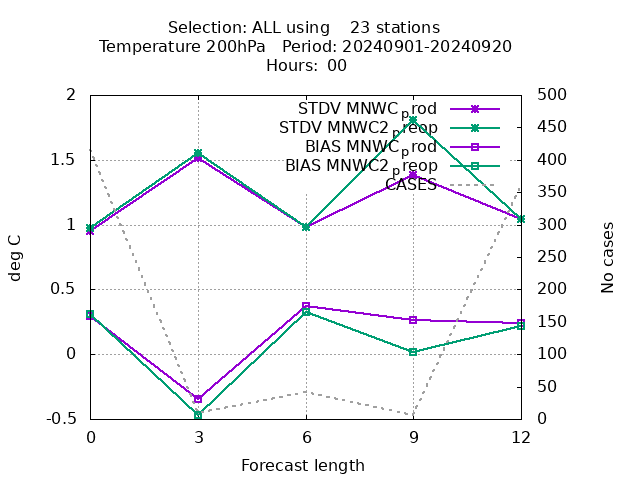 Selection: ALL using    23 stations
Temperature 200hPa   Period: 20240901-20240920
Hours:  00
STDV MNWC_prod
STDV MNWC2_preop
BIAS MNWC_prod
BIAS MNWC2_preop
CASES
2
1.5
1
0.5
0
-0.5
deg C
500
450
400
350
300
250
200
150
100
50
0
No cases
0 3 6 9 12
Forecast length